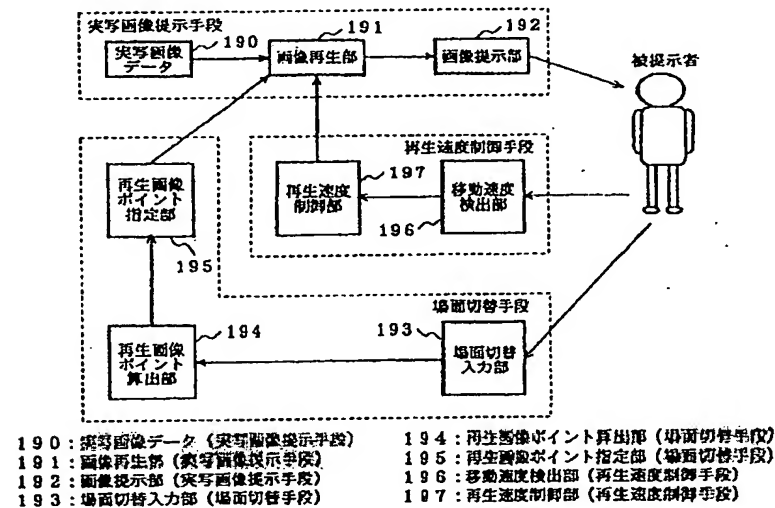 実写画像提示手段
実写画像
データ
190
画像再生部
191
画像提示部
192
被提示者
再生速度制御手段
再生画像
ポイント
指定部
195
再生速度
制御部
197
移動速度
検出部
196
場面切替手段
再生画像
ポイント
算出部
194
場面切替
入力部
193
190:実写画像データ(実写画像提示手段)
191:画像再生部(実写画像提示手段)
192:画像提示部(実写画像提示手段)
193:場面切替入力部(場面切替手段)
194:再生画像ポイント算出部(場面切替手段)
195:再生画像ポイント指定部(場面切替手段)
196:移動速度検出部(再生速度制御手段)
197:再生速度制御部(再生速度制御手段)